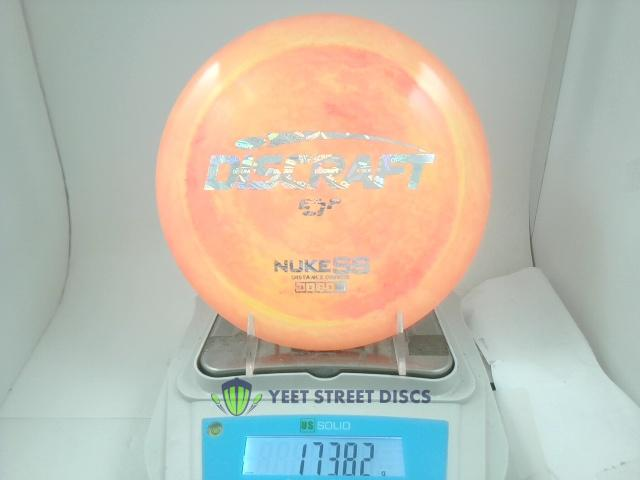 DISCRAFT
ESP
NUKE SS
DISTANCE DRIVER
YEET STREET DISCS
US SOLID
173.82 g